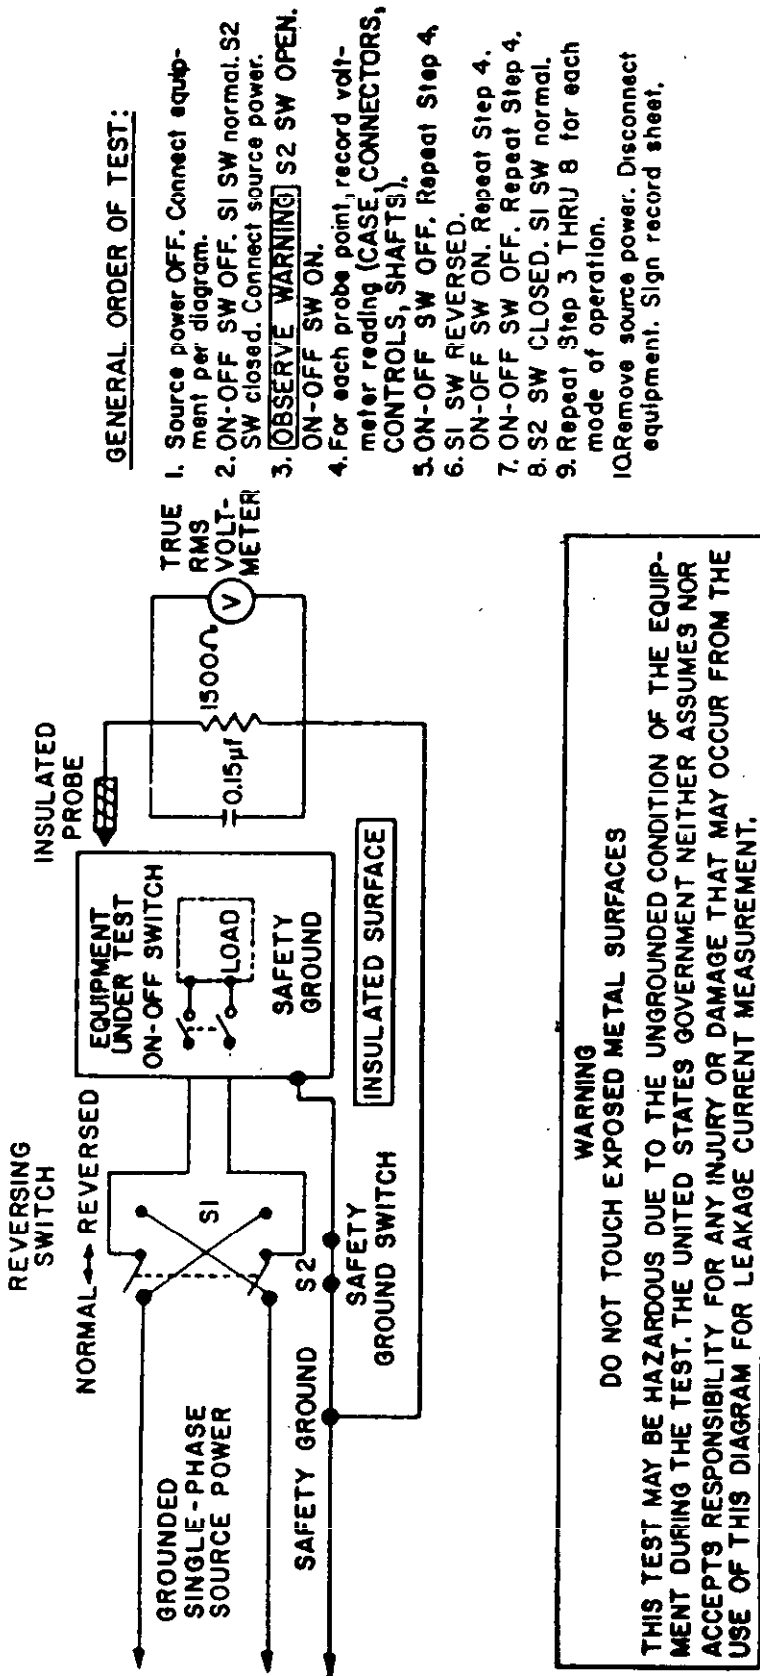 REVERSING
SWITCH
NORMAL ↔ REVERSED
GROUNDED
SINGLE-PHASE
SOURCE POWER
S1
SAFETY GROUND
S2
SAFETY
GROUND SWITCH
EQUIPMENT
UNDER TEST
ON-OFF SWITCH
LOAD
SAFETY
GROUND
INSULATED SURFACE
INSULATED
PROBE
0.15µf
1500Ω
V
TRUE
RMS
VOLT-
METER
GENERAL ORDER OF TEST:
1. Source power OFF. Connect equip-
ment per diagram.
2. ON-OFF SW OFF. S1 SW normal. S2
SW closed. Connect source power.
3. OBSERVE WARNING S2 SW OPEN.
ON-OFF SW ON.
4. For each probe point, record volt-
meter reading (CASE, CONNECTORS,
CONTROLS, SHAFTS).
5. ON-OFF SW OFF. Repeat Step 4.
6. S1 SW REVERSED.
ON-OFF SW ON. Repeat Step 4.
7. ON-OFF SW OFF. Repeat Step 4.
8. S2 SW CLOSED. S1 SW normal.
9. Repeat Step 3 THRU 8 for each
mode of operation.
10. Remove source power. Disconnect
equipment. Sign record sheet.
WARNING
DO NOT TOUCH EXPOSED METAL SURFACES
THIS TEST MAY BE HAZARDOUS DUE TO THE UNGROUNDED CONDITION OF THE EQUIP-
MENT DURING THE TEST. THE UNITED STATES GOVERNMENT NEITHER ASSUMES NOR
ACCEPTS RESPONSIBILITY FOR ANY INJURY OR DAMAGE THAT MAY OCCUR FROM THE
USE OF THIS DIAGRAM FOR LEAKAGE CURRENT MEASUREMENT.